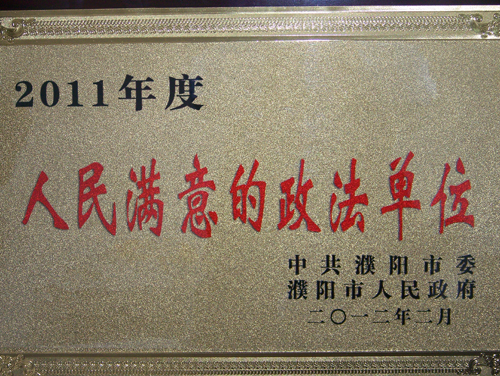 2011年度
人民满意的政法单位
中共濮阳市委
濮阳市人民政府
二〇一二年二月